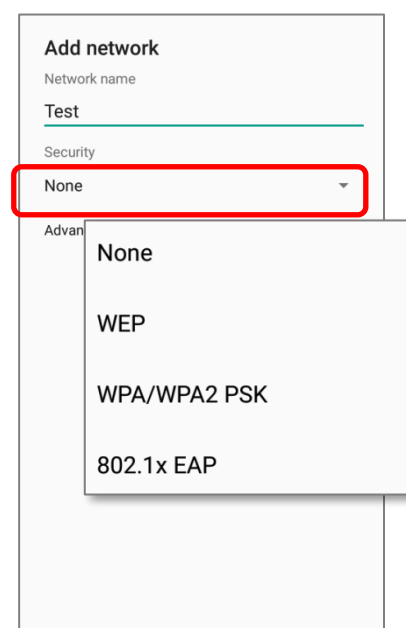 Add network
Network name
Test
Security
None
Advan
None
WEP
WPA/WPA2 PSK
802.1x EAP